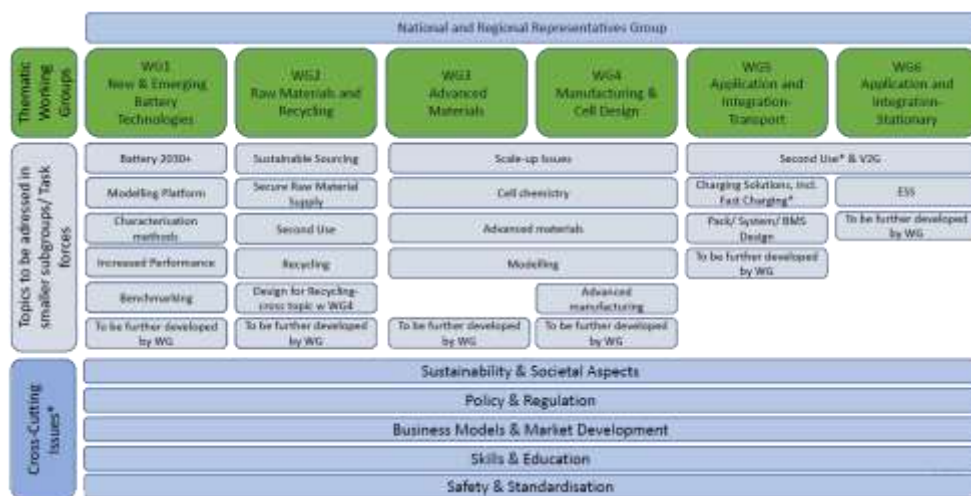 National and Regional Representatives Group
Thematic
Working
Groups
WG1
New & Emerging
Battery
Technologies
WG2
Raw Materials and
Recycling
WG3
Advanced
Materials
WG4
Manufacturing &
Cell Design
WG5
Application and
Integration-
Transport
WG6
Application and
Integration-
Stationary
Topics to be adressed in
smaller subgroups/ Task
forces
Battery 2030+
Modelling Platform
Characterisation
methods
Increased Performance
Benchmarking
To be further developed
by WG
Sustainable Sourcing
Secure Raw Material
Supply
Second Use
Recycling
Design for Recycling-
cross topic w WG4
To be further developed
by WG
Scale-up Issues
Cell chemistry
Advanced materials
Modelling
To be further developed
by WG
Advanced
manufacturing
To be further developed
by WG
Second Use* & V2G
Charging Solutions, Incl.
Fast Charging*
Pack/ System/ BMS
Design
To be further developed
by WG
ESS
To be further developed
by WG
Cross-Cutting
Issues*
Sustainability & Societal Aspects
Policy & Regulation
Business Models & Market Development
Skills & Education
Safety & Standardisation